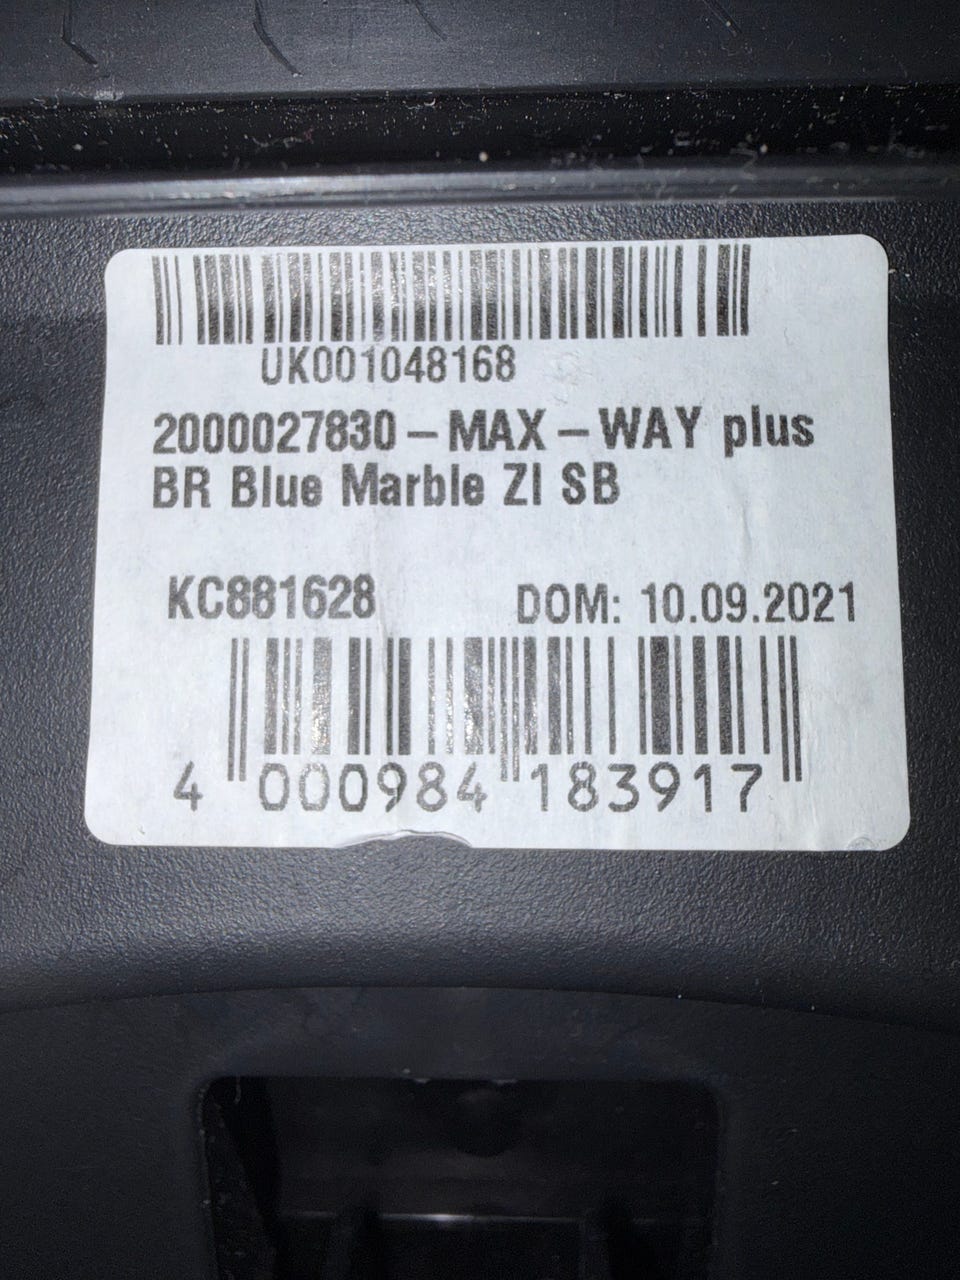 UK001048168
2000027830 – MAX – WAY plus
BR Blue Marble ZI SB
KC881628 DOM: 10.09.2021
4 000984 183917